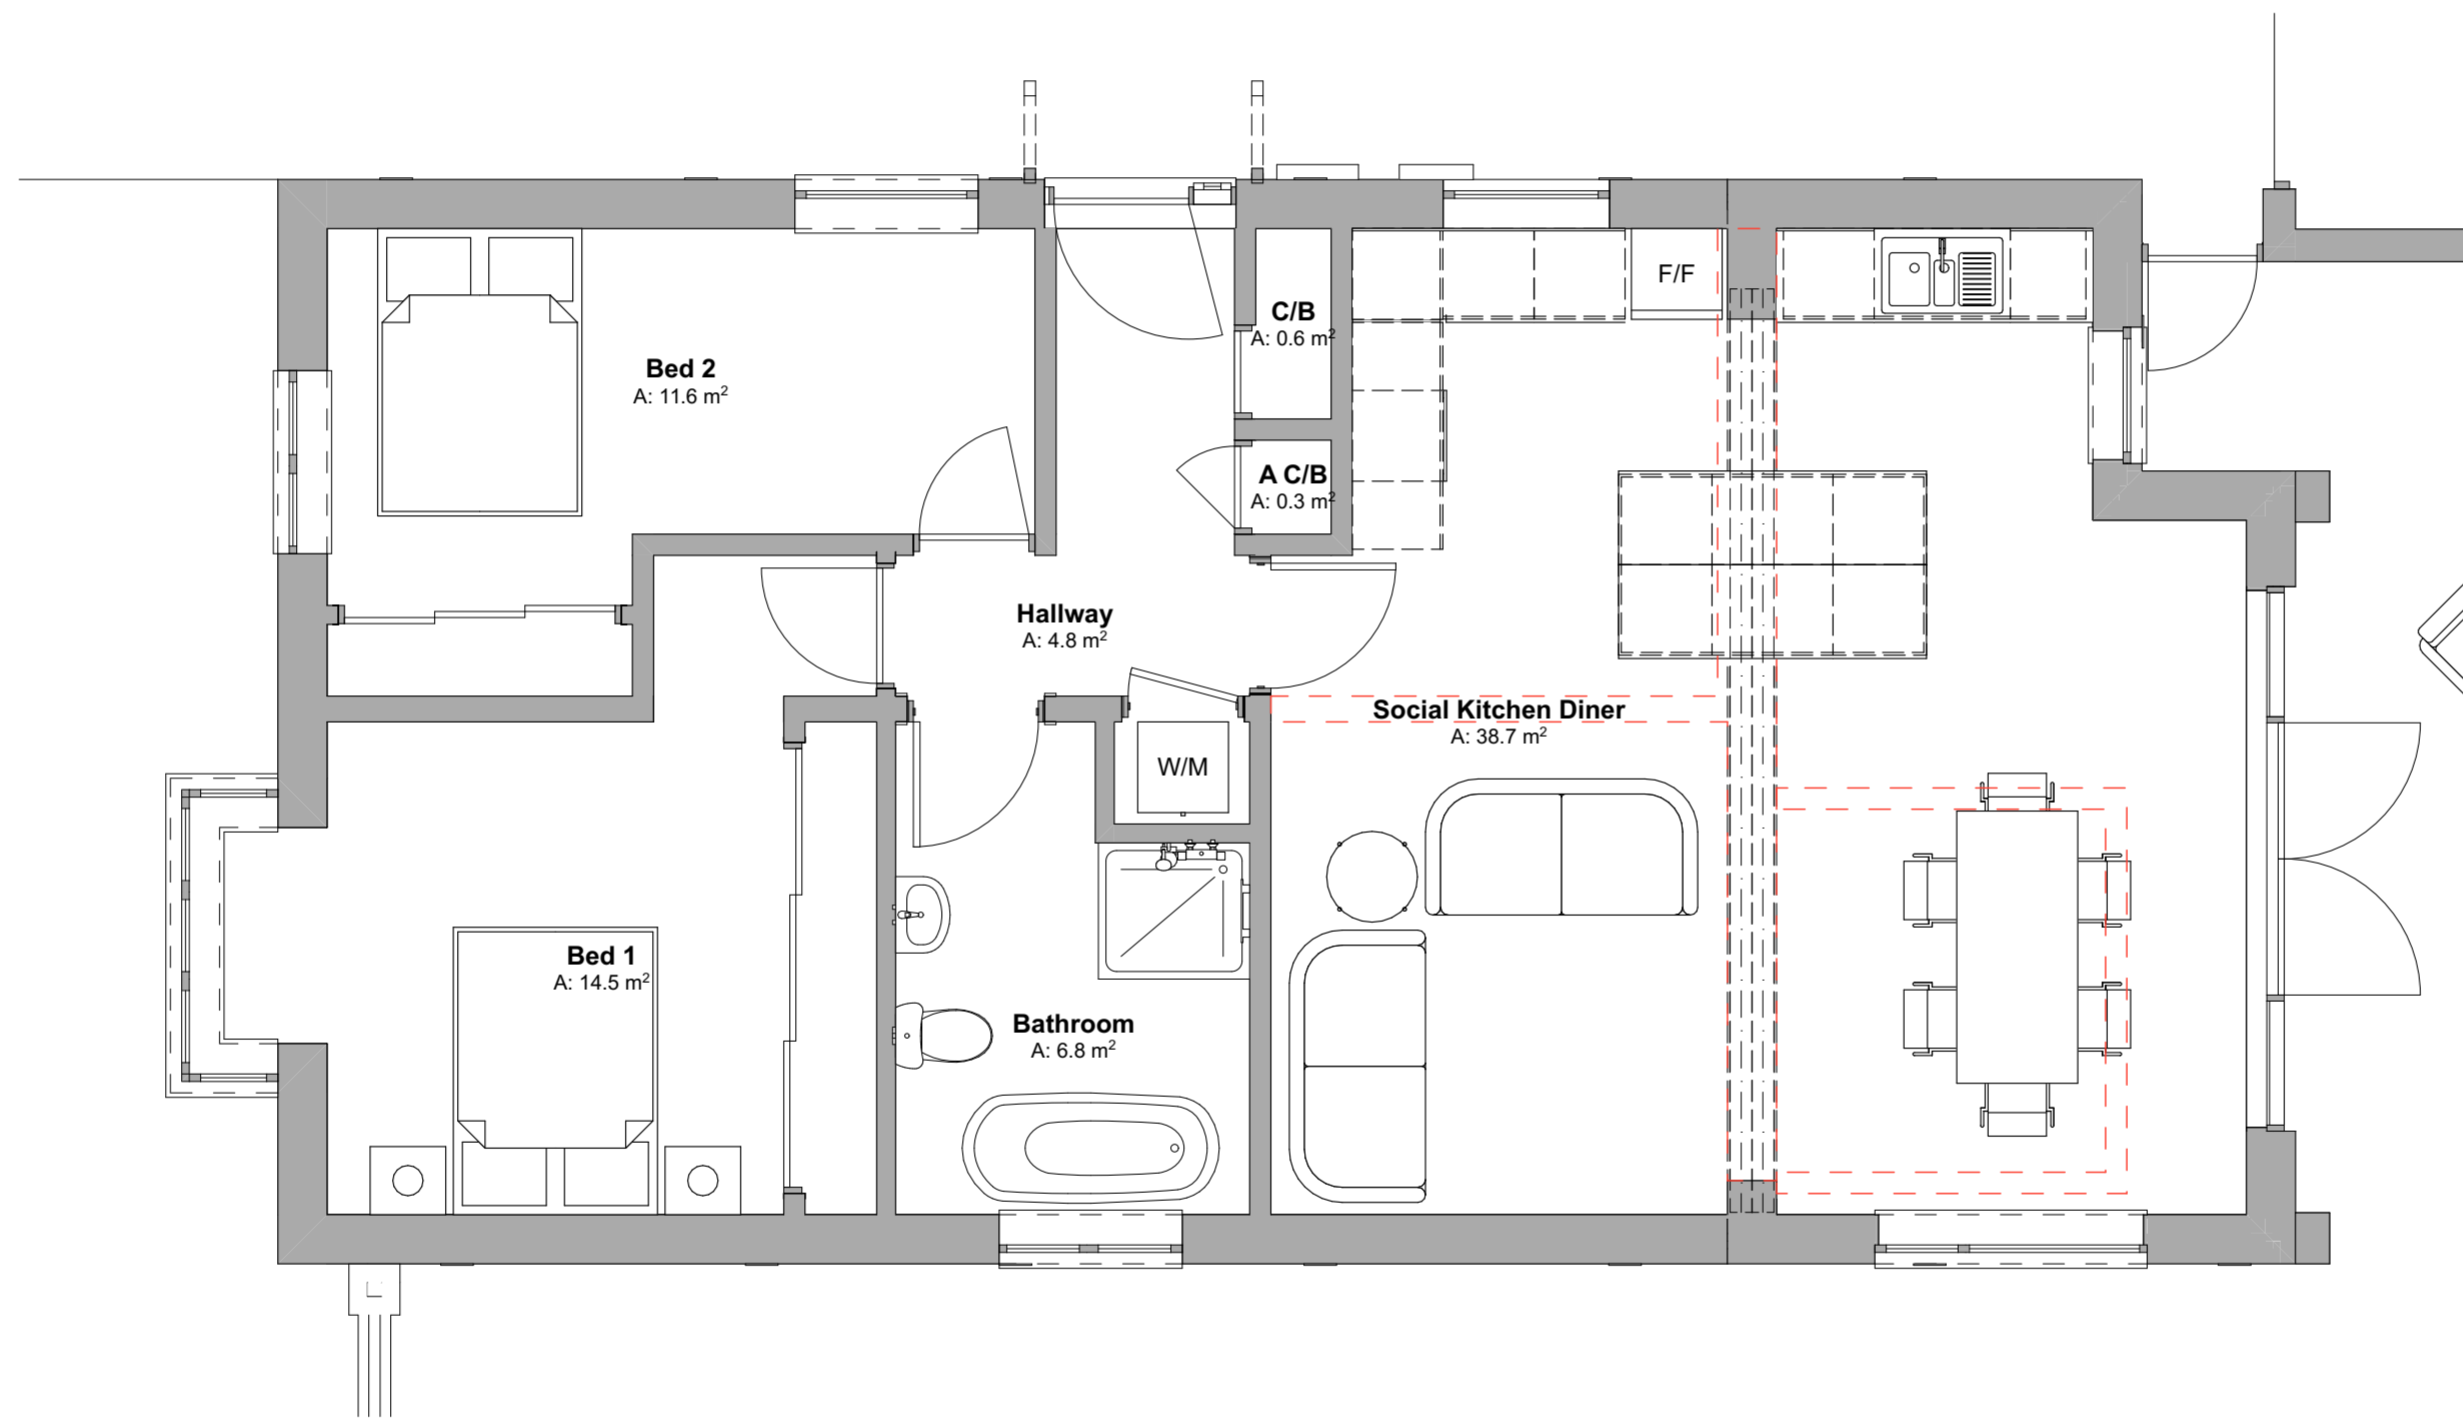 F/F
C/B
A: 0.6 m²
Bed 2
A: 11.6 m²
A C/B
A: 0.3 m²
Hallway
A: 4.8 m²
Social Kitchen Diner
A: 38.7 m²
W/M
Bed 1
A: 14.5 m²
Bathroom
A: 6.8 m²